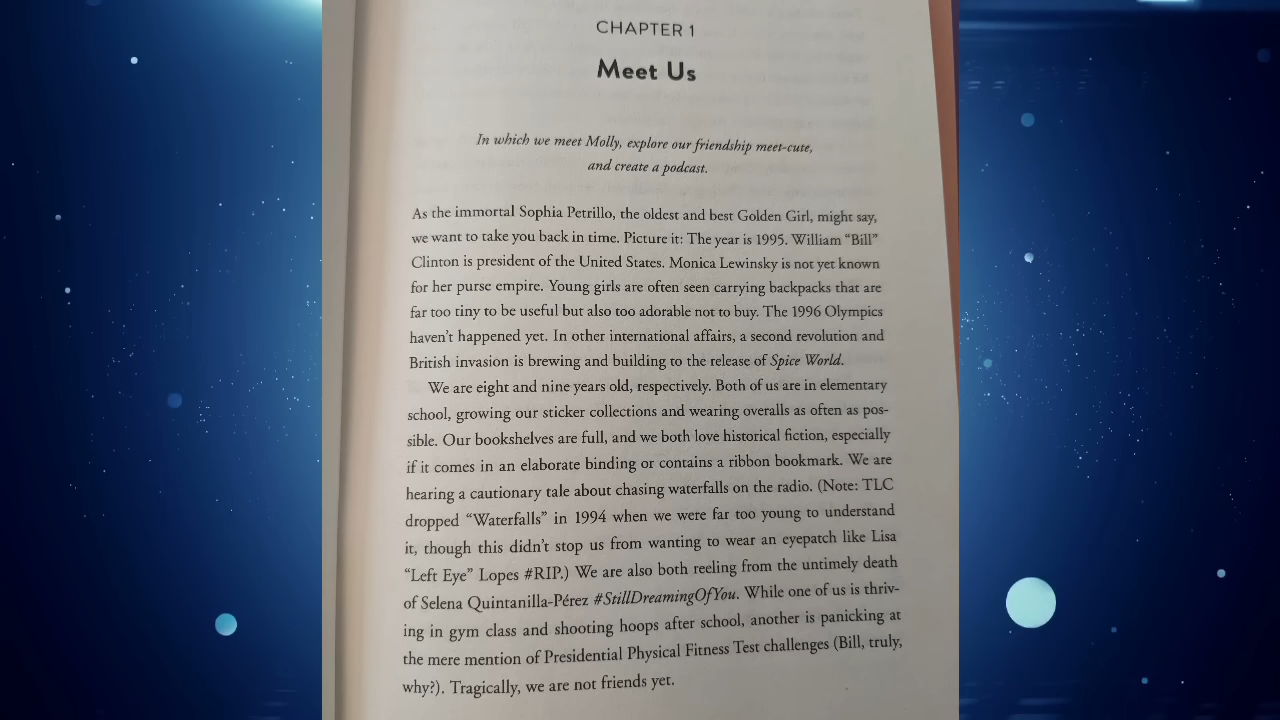 CHAPTER 1
Meet Us
In which we meet Molly, explore our friendship meet-cute,
and create a podcast.
As the immortal Sophia Petrillo, the oldest and best Golden Girl, might say,
we want to take you back in time. Picture it: The year is 1995. William “Bill”
Clinton is president of the United States. Monica Lewinsky is not yet known
for her purse empire. Young girls are often seen carrying backpacks that are
far too tiny to be useful but also too adorable not to buy. The 1996 Olympics
haven’t happened yet. In other international affairs, a second revolution and
British invasion is brewing and building to the release of Spice World.
We are eight and nine years old, respectively. Both of us are in elementary
school, growing our sticker collections and wearing overalls as often as pos-
sible. Our bookshelves are full, and we both love historical fiction, especially
if it comes in an elaborate binding or contains a ribbon bookmark. We are
hearing a cautionary tale about chasing waterfalls on the radio. (Note: TLC
dropped “Waterfalls” in 1994 when we were far too young to understand
it, though this didn’t stop us from wanting to wear an eyepatch like Lisa
“Left Eye” Lopes #RIP.) We are also both reeling from the untimely death
of Selena Quintanilla-Pérez #StillDreamingOfYou. While one of us is thriv-
ing in gym class and shooting hoops after school, another is panicking at
the mere mention of Presidential Physical Fitness Test challenges (Bill, truly,
why?). Tragically, we are not friends yet.